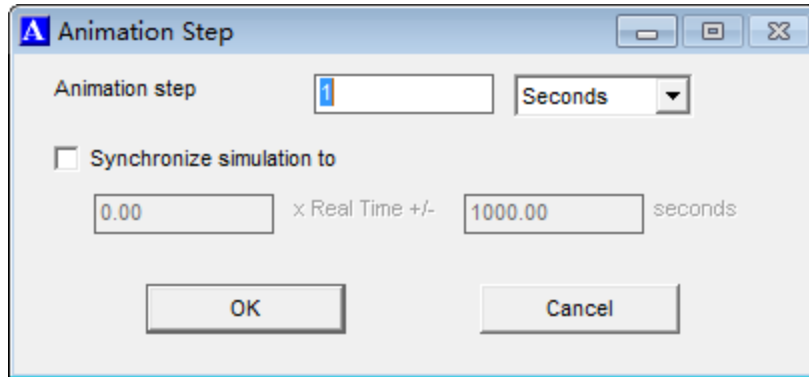 A Animation Step
Animation step 1 Seconds
Synchronize simulation to
0.00 x Real Time +/- 1000.00 seconds
OK Cancel